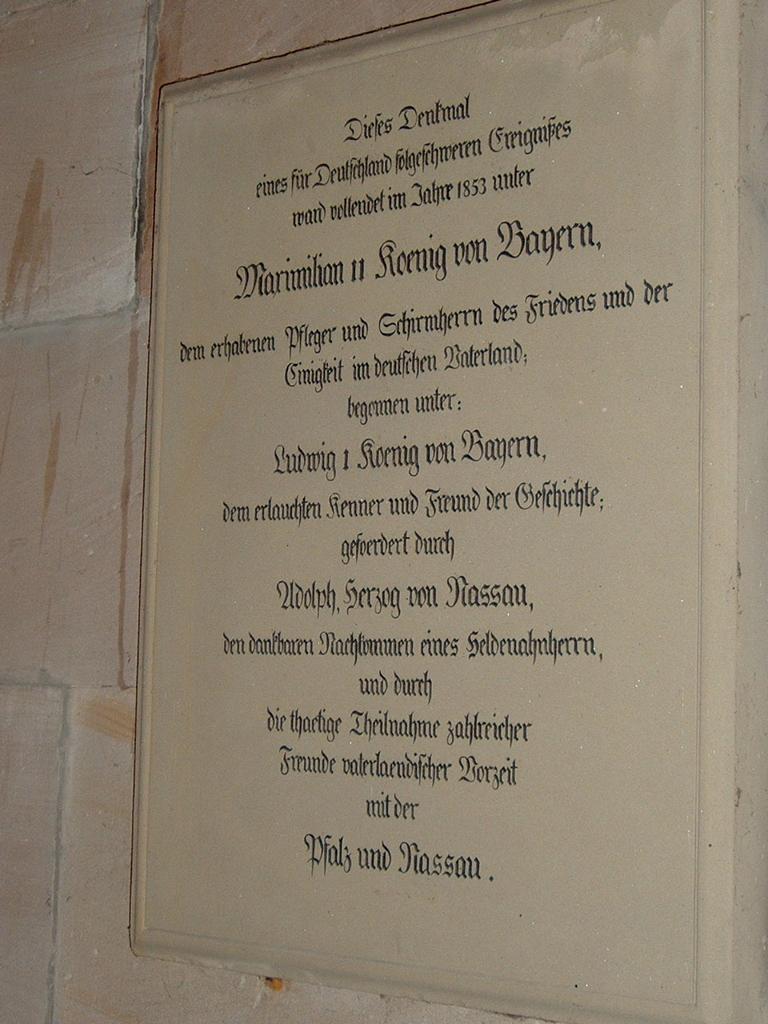 Dieses Denkmal
eines für Deutschland folgeschweren Ereignißes
ward vollendet im Jahre 1853 unter
Maximilian II Koenig von Bayern,
dem erhabenen Pfleger und Schirmherrn des Friedens und der
Einigkeit im deutschen Vaterland;
begonnen unter:
Ludwig I Koenig von Bayern,
dem erlauchten Kenner und Freund der Geschichte;
gefoerdert durch
Adolph, Herzog von Nassau,
den dankbaren Nachkommen eines Heldenahnherrn,
und durch
die thaetige Theilnahme zahlreicher
Freunde vaterlaendischer Vorzeit
mit der
Pfalz und Nassau.